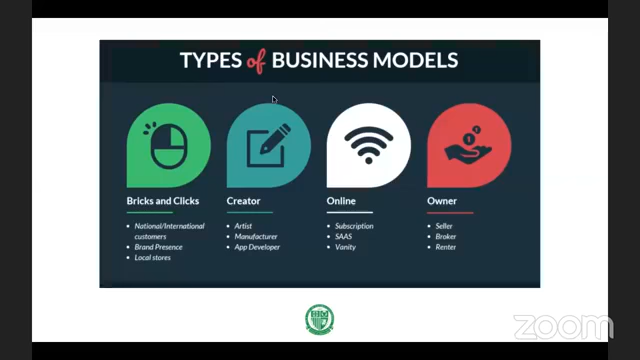 TYPES of BUSINESS MODELS
Bricks and Clicks
National/International
customers
Brand Presence
Local stores
Creator
Artist
Manufacturer
App Developer
Online
Subscription
SAAS
Vanity
Owner
Seller
Broker
Renter
zoom